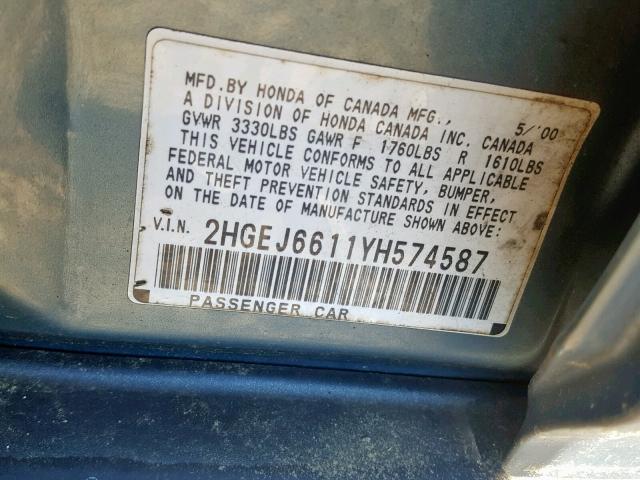 MFD.BY HONDA OF CANADA MFG., 5/'00
A DIVISION OF HONDA CANADA INC. CANADA
GVWR 3330LBS GAWR F 1760LBS R 1610LBS
THIS VEHICLE CONFORMS TO ALL APPLICABLE
FEDERAL MOTOR VEHICLE SAFETY, BUMPER,
AND THEFT PREVENTION STANDARDS IN EFFECT
ON THE DATE OF MANUFACTURE SHOWN ABOVE:
V.I.N. 2HGEJ6611YH574587
PASSENGER CAR